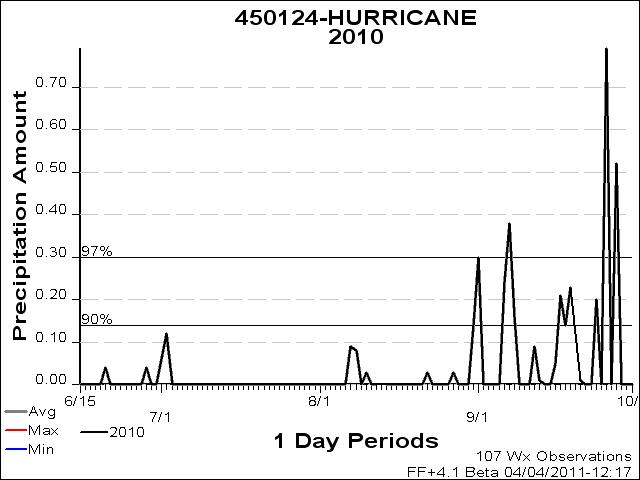 450124-HURRICANE
2010
Precipitation Amount
0.70
0.60
0.50
0.40
0.30
0.20
0.10
0.00
97%
90%
6/15
7/1
8/1
9/1
10/
1 Day Periods
Avg
Max
Min
2010
107 Wx Observations
FF+4.1 Beta 04/04/2011-12:17